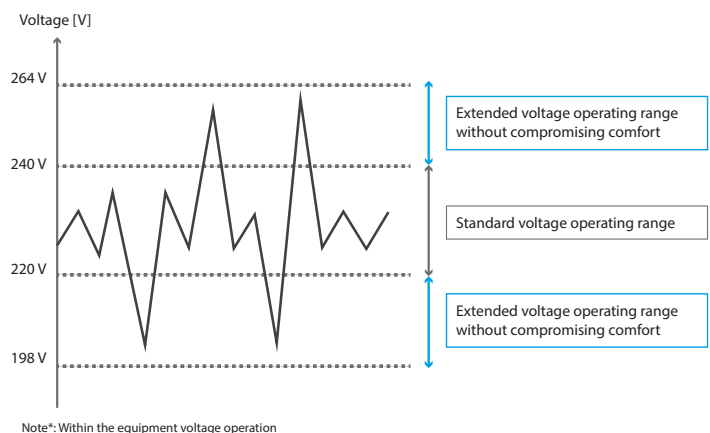 Voltage [V]
264 V
240 V
220 V
198 V
Extended voltage operating range
without compromising comfort
Standard voltage operating range
Extended voltage operating range
without compromising comfort
Note*: Within the equipment voltage operation